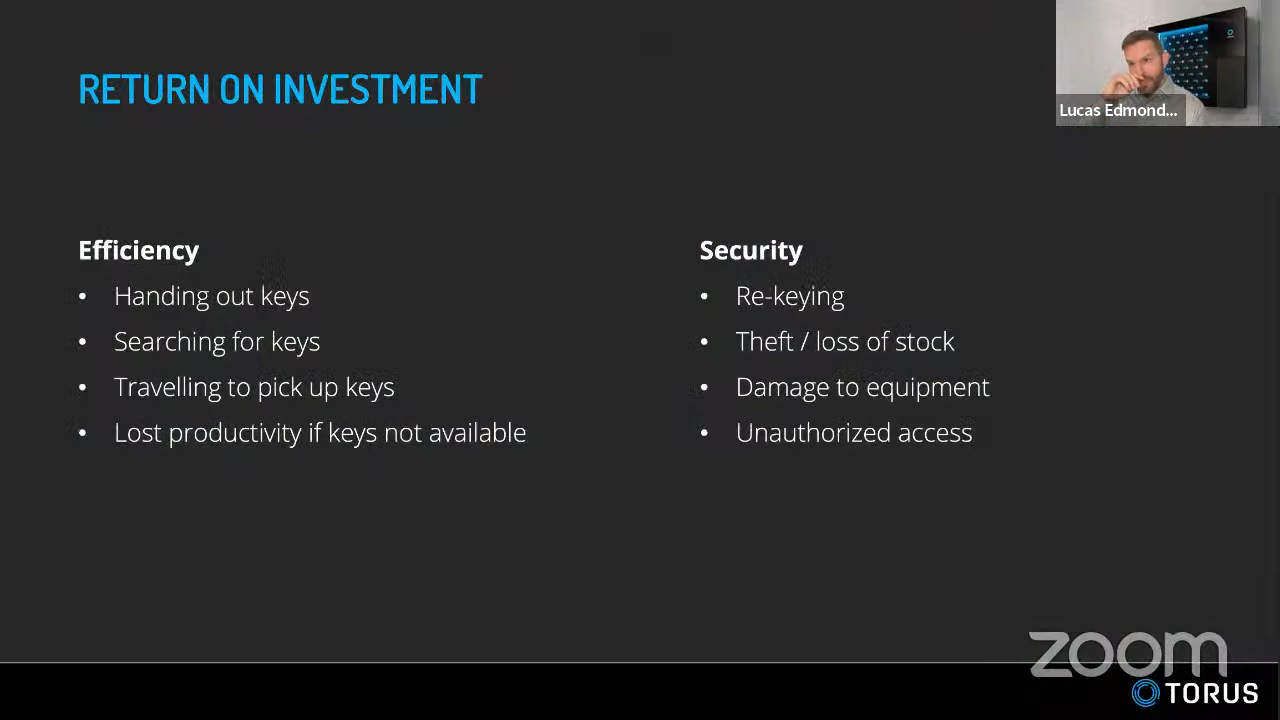 RETURN ON INVESTMENT
Lucas Edmond...
Efficiency
• Handing out keys
• Searching for keys
• Travelling to pick up keys
• Lost productivity if keys not available
Security
• Re-keying
• Theft / loss of stock
• Damage to equipment
• Unauthorized access
zoom
TORUS